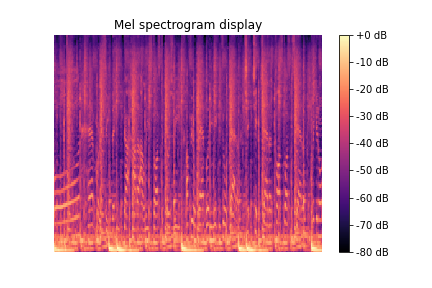 Mel spectrogram display
+0 dB
-10 dB
-20 dB
-30 dB
-40 dB
-50 dB
-60 dB
-70 dB
-80 dB